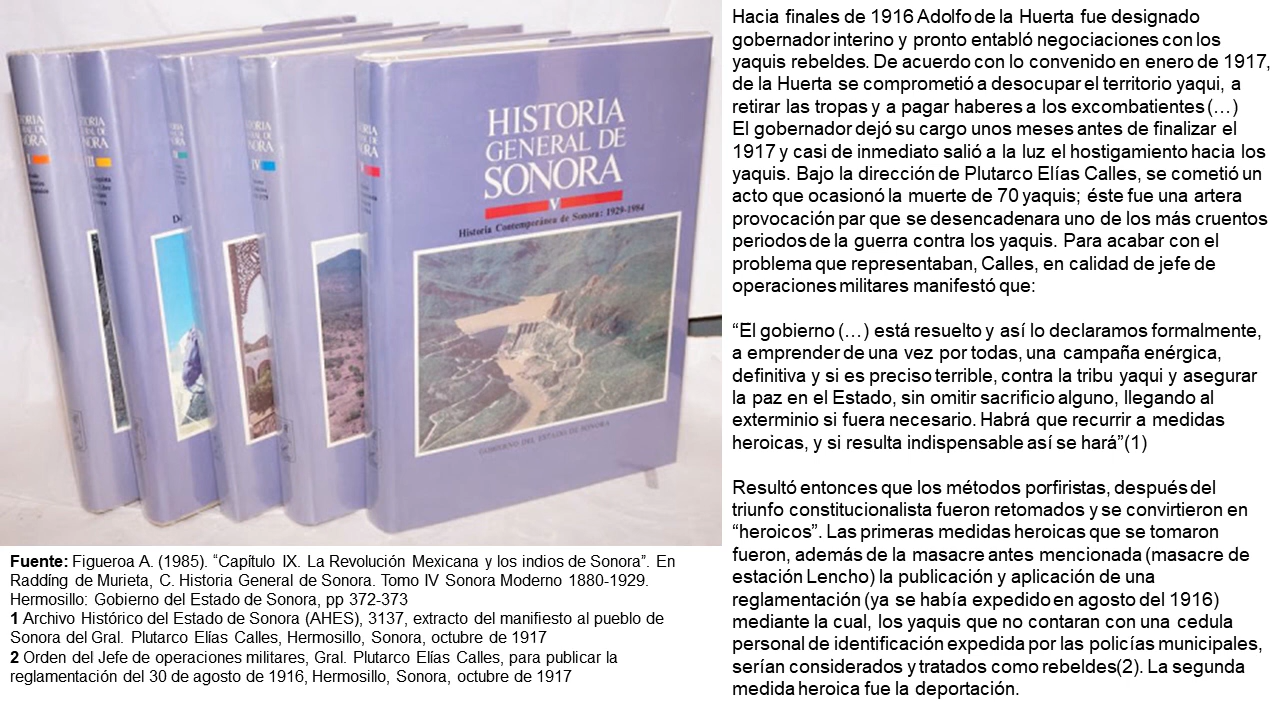 HISTORIA
GENERAL DE
SONORA
V
Historia Contemporánea de Sonora: 1929-1984
GOBIERNO DEL ESTADO DE SONORA
IV
III
I
Fuente: Figueroa A. (1985). “Capítulo IX. La Revolución Mexicana y los indios de Sonora”. En
Raddíng de Murieta, C. Historia General de Sonora. Tomo IV Sonora Moderno 1880-1929.
Hermosillo: Gobierno del Estado de Sonora, pp 372-373
1 Archivo Histórico del Estado de Sonora (AHES), 3137, extracto del manifiesto al pueblo de
Sonora del Gral. Plutarco Elías Calles, Hermosillo, Sonora, octubre de 1917
2 Orden del Jefe de operaciones militares, Gral. Plutarco Elías Calles, para publicar la
reglamentación del 30 de agosto de 1916, Hermosillo, Sonora, octubre de 1917
Hacia finales de 1916 Adolfo de la Huerta fue designado
gobernador interino y pronto entabló negociaciones con los
yaquis rebeldes. De acuerdo con lo convenido en enero de 1917,
de la Huerta se comprometió a desocupar el territorio yaqui, a
retirar las tropas y a pagar haberes a los excombatientes (…)
El gobernador dejó su cargo unos meses antes de finalizar el
1917 y casi de inmediato salió a la luz el hostigamiento hacia los
yaquis. Bajo la dirección de Plutarco Elías Calles, se cometió un
acto que ocasionó la muerte de 70 yaquis; éste fue una artera
provocación par que se desencadenara uno de los más cruentos
periodos de la guerra contra los yaquis. Para acabar con el
problema que representaban, Calles, en calidad de jefe de
operaciones militares manifestó que:
“El gobierno (…) está resuelto y así lo declaramos formalmente,
a emprender de una vez por todas, una campaña enérgica,
definitiva y si es preciso terrible, contra la tribu yaqui y asegurar
la paz en el Estado, sin omitir sacrificio alguno, llegando al
exterminio si fuera necesario. Habrá que recurrir a medidas
heroicas, y si resulta indispensable así se hará”(1)
Resultó entonces que los métodos porfiristas, después del
triunfo constitucionalista fueron retomados y se convirtieron en
“heroicos”. Las primeras medidas heroicas que se tomaron
fueron, además de la masacre antes mencionada (masacre de
estación Lencho) la publicación y aplicación de una
reglamentación (ya se había expedido en agosto del 1916)
mediante la cual, los yaquis que no contaran con una cedula
personal de identificación expedida por las policías municipales,
serían considerados y tratados como rebeldes(2). La segunda
medida heroica fue la deportación.